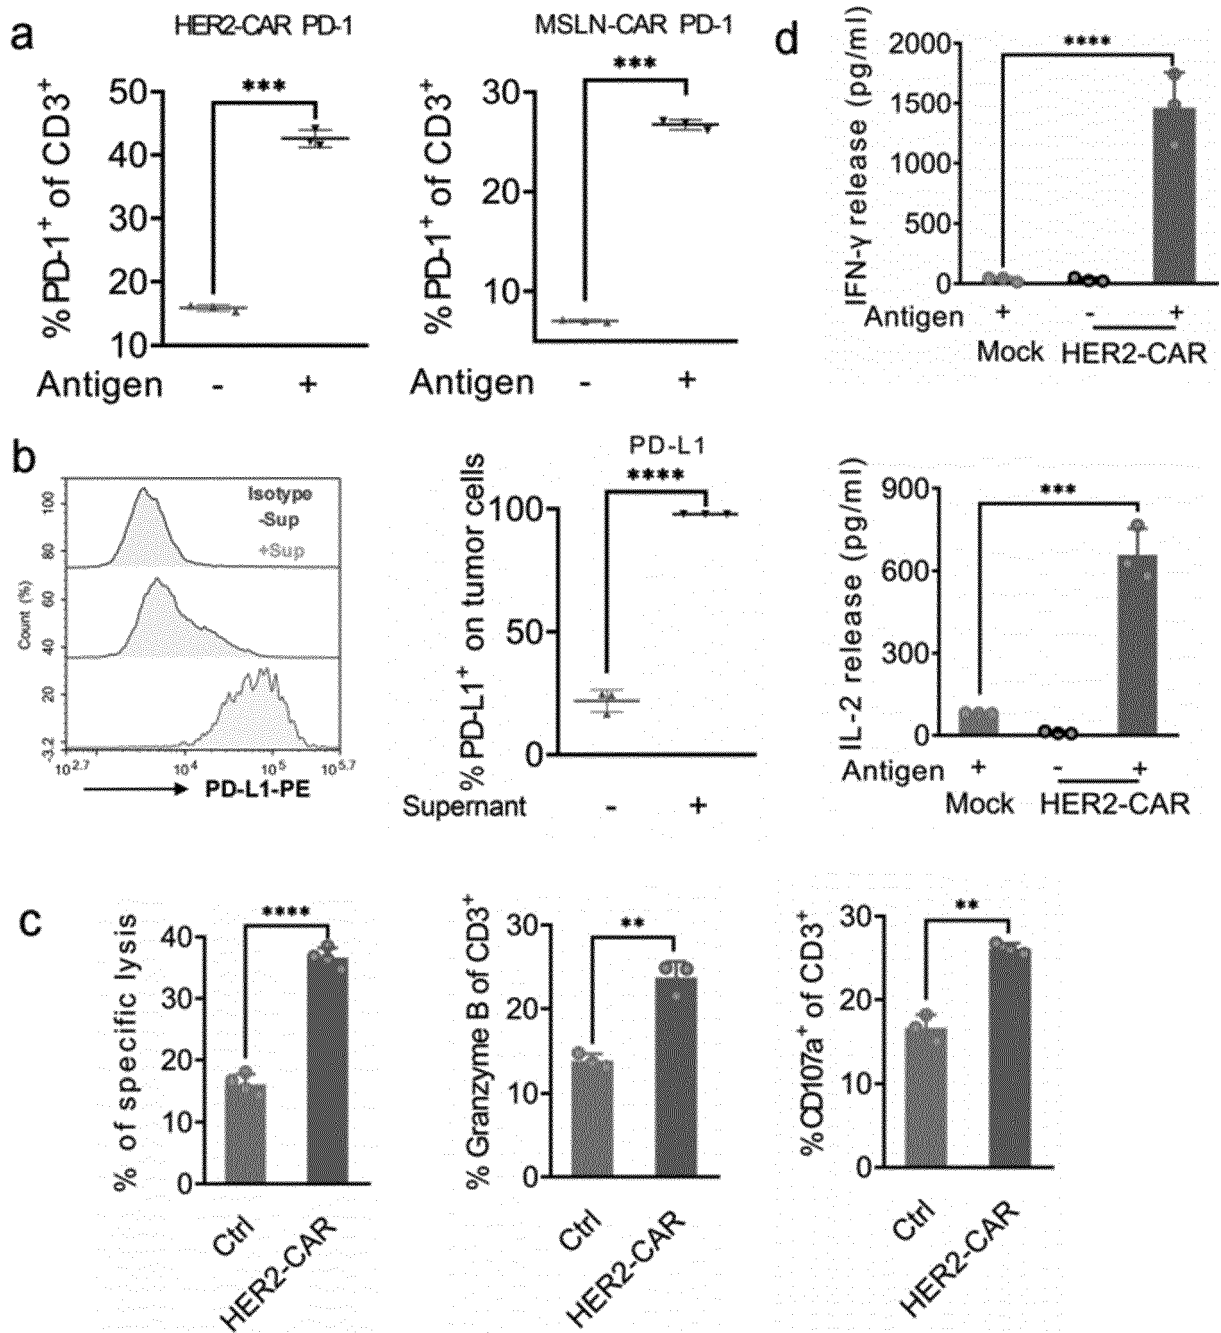 a
HER2-CAR PD-1
%PD-1+ of CD3+
50
40
30
20
10
***
Antigen - +
MSLN-CAR PD-1
%PD-1+ of CD3+
30
20
10
***
Antigen - +
d
IFN-γ release (pg/ml)
2000
1500
1000
500
0
****
Antigen + - +
Mock HER2-CAR
b
Count (%)
100
80
60
40
20
-3.2
Isotype
-Sup
+Sup
10^2.7 10^4 10^5 10^5.7
PD-L1-PE
PD-L1
% PD-L1+ on tumor cells
100
50
0
****
Supernant - +
IL-2 release (pg/ml)
900
600
300
0
***
Antigen + - +
Mock HER2-CAR
c
% of specific lysis
40
30
20
10
0
****
Ctrl
HER2-CAR
% Granzyme B of CD3+
30
20
10
0
**
Ctrl
HER2-CAR
%CD107a+ of CD3+
30
20
10
0
**
Ctrl
HER2-CAR